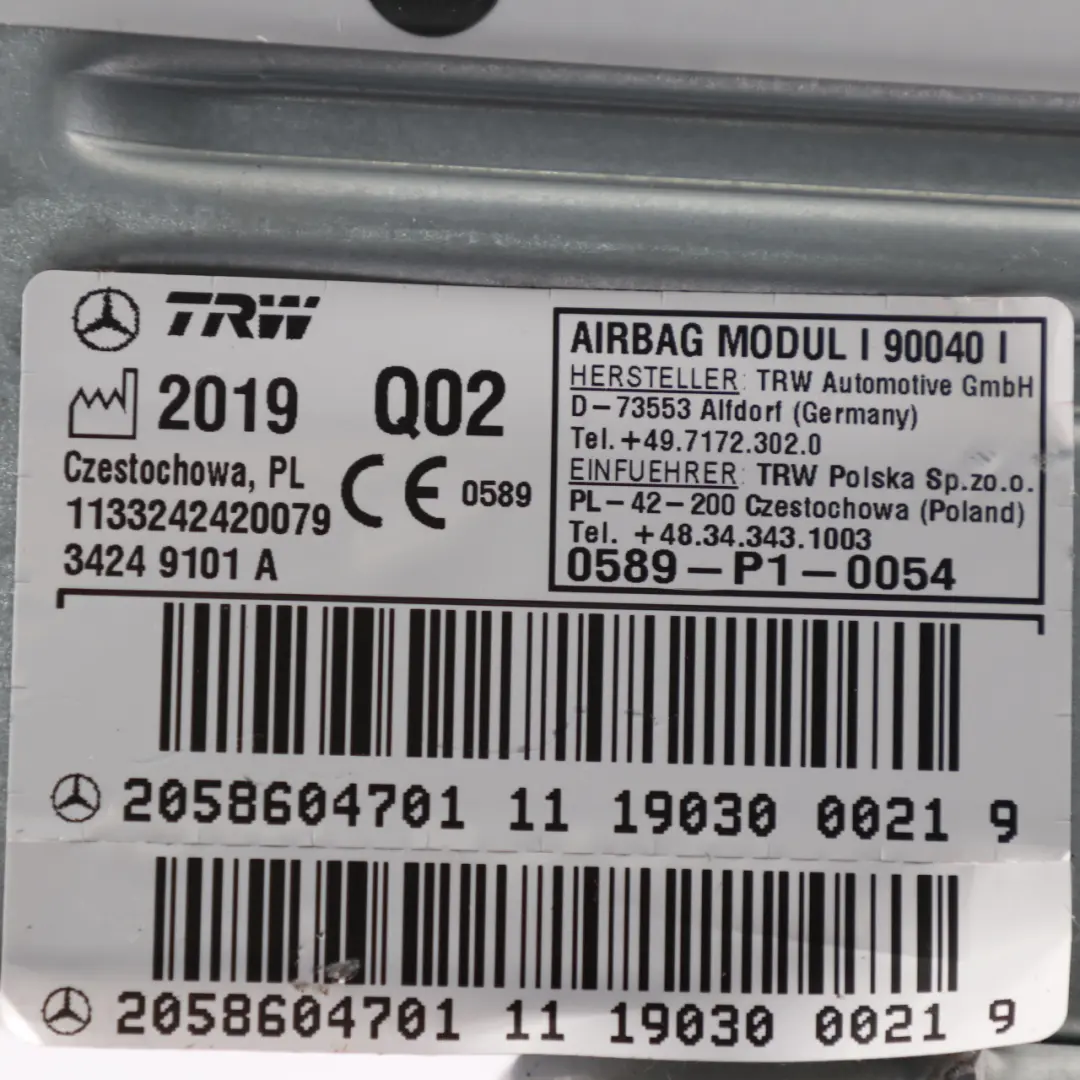 TRW
2019 Q02
Czestochowa, PL
1133242420079
CE 0589
34249101 A
AIRBAG MODUL I 90040 I
HERSTELLER: TRW Automotive GmbH
D-73553 Alfdorf (Germany)
Tel. +49.7172.302.0
EINFUEHRER: TRW Polska Sp.zo.o.
PL-42-200 Czestochowa (Poland)
Tel. +48.34.343.1003
0589-P1-0054
2058604701 11 19030 0021 9
2058604701 11 19030 0021 9